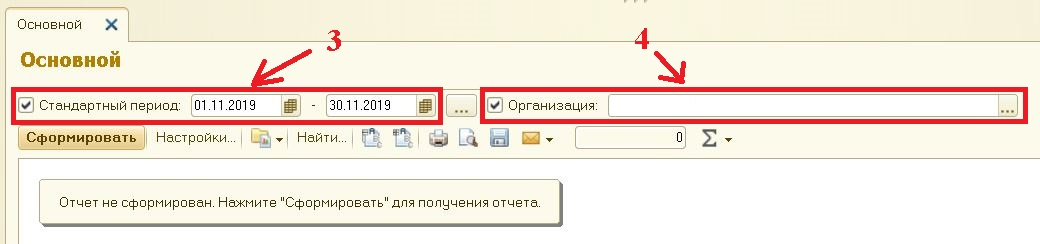 Основной
3
4
Основной
Стандартный период: 01.11.2019 - 30.11.2019 ... Организация: ...
Сформировать Настройки... Найти... 0 Σ
Отчет не сформирован. Нажмите "Сформировать" для получения отчета.